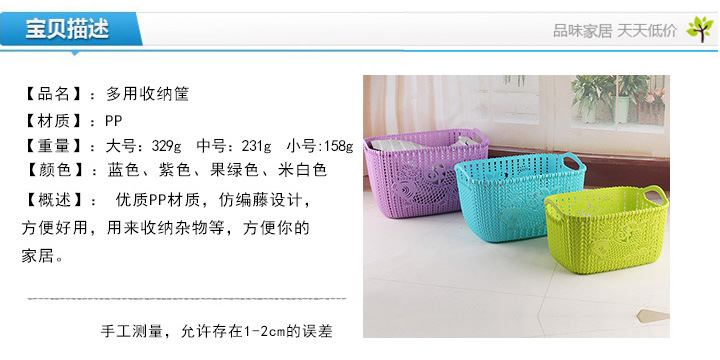 宝贝描述
品味家居 天天低价
【品名】：多用收纳筐
【材质】：PP
【重量】：大号：329g 中号：231g 小号:158g
【颜色】：蓝色、紫色、果绿色、米白色
【概述】： 优质PP材质，仿编藤设计，
方便好用，用来收纳杂物等，方便你的
家居。
手工测量，允许存在1-2cm的误差